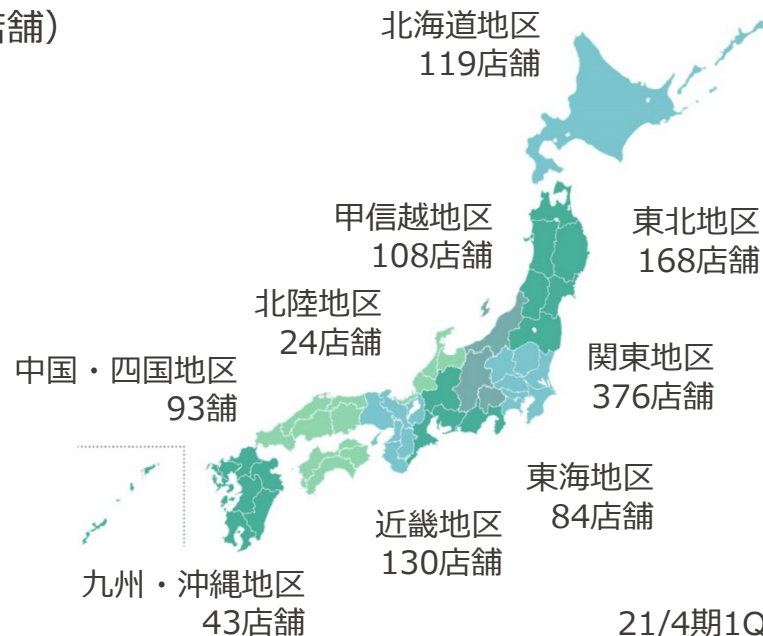 店舗）
北海道地区
119店舗
甲信越地区
108店舗
東北地区
168店舗
北陸地区
24店舗
関東地区
376店舗
中国・四国地区
93舗
東海地区
84店舗
近畿地区
130店舗
九州・沖縄地区
43店舗
21/4期1Q